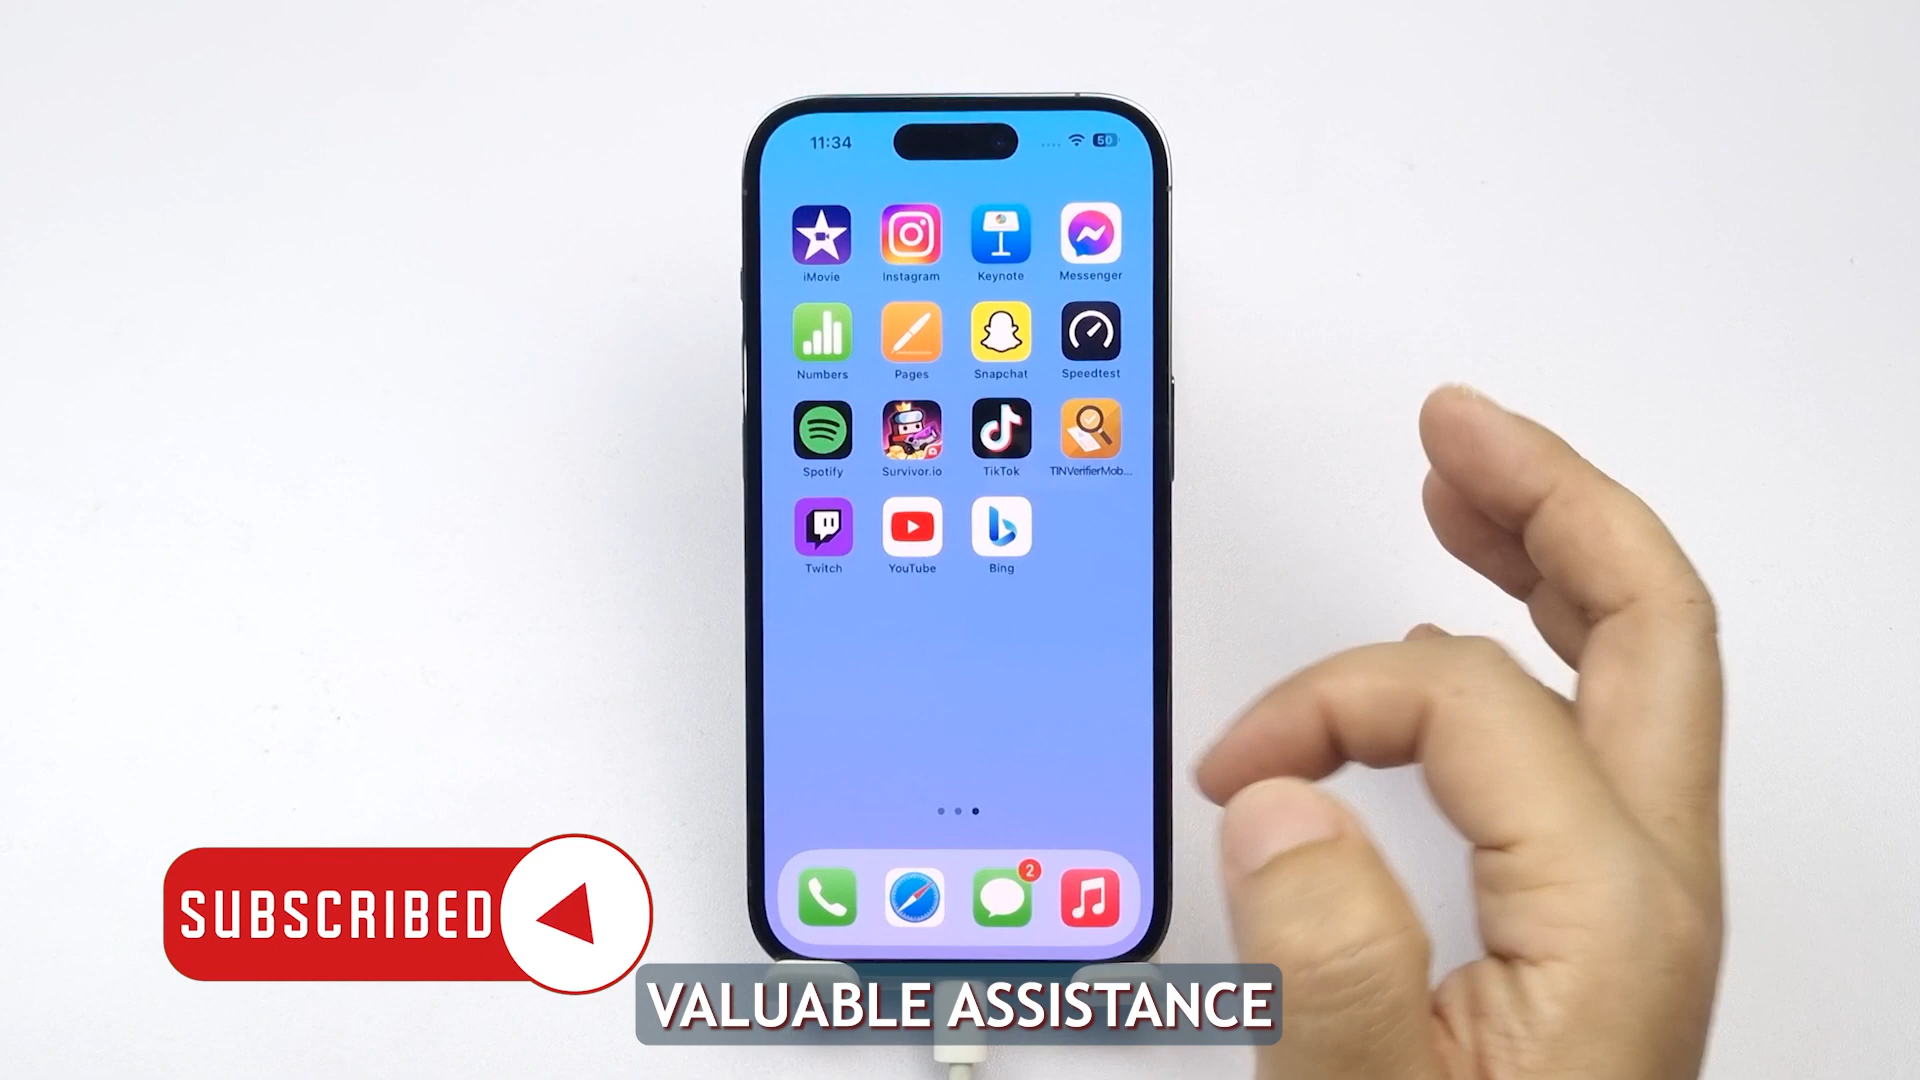 11:34
50
iMovie
Instagram
Keynote
Messenger
Numbers
Pages
Snapchat
Speedtest
Spotify
Survivor.io
TikTok
TINVerifierMob...
Twitch
YouTube
Bing
2
SUBSCRIBED
VALUABLE ASSISTANCE